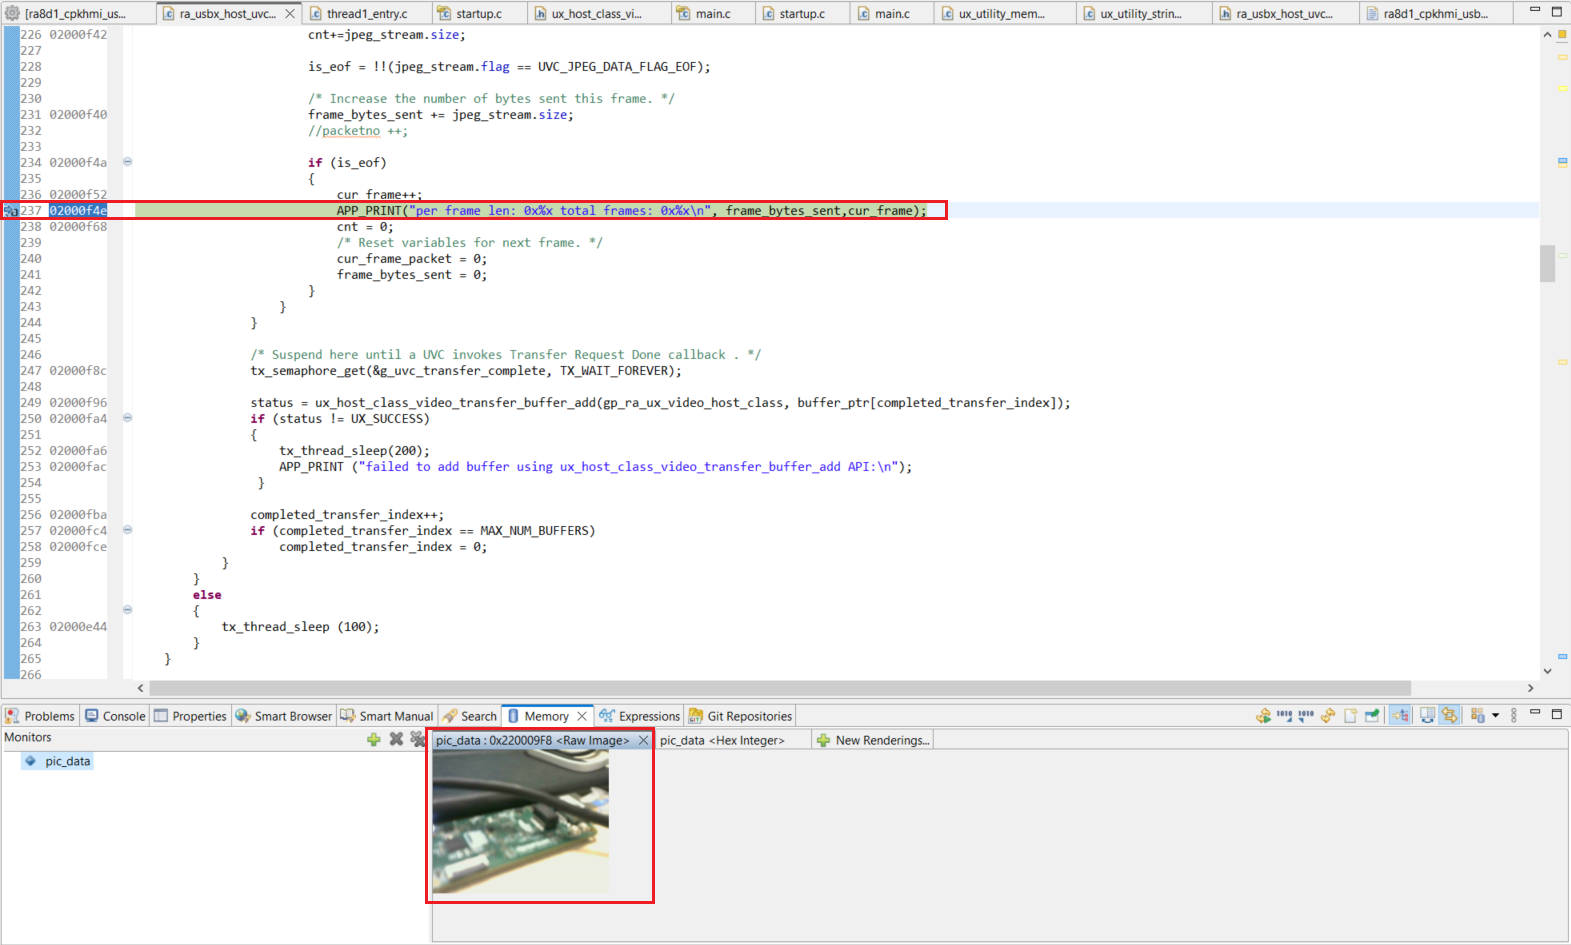 [ra8d1_cpkhmi_us...
ra_usbx_host_uvc...
thread1_entry.c
startup.c
ux_host_class_vi...
main.c
startup.c
main.c
ux_utility_mem...
ux_utility_strin...
ra_usbx_host_uvc...
ra8d1_cpkhmi_usb...
226 02000f42 cnt+=jpeg_stream.size;
227
228 is_eof = !!(jpeg_stream.flag == UVC_JPEG_DATA_FLAG_EOF);
229
230 /* Increase the number of bytes sent this frame. */
231 02000f40 frame_bytes_sent += jpeg_stream.size;
232 //packetno ++;
233
234 02000f4a if (is_eof)
235 {
236 02000f52 cur_frame++;
237 02000f4e APP_PRINT("per frame len: 0x%x total frames: 0x%x\n", frame_bytes_sent,cur_frame);
238 02000f68 cnt = 0;
239 /* Reset variables for next frame. */
240 cur_frame_packet = 0;
241 frame_bytes_sent = 0;
242 }
243 }
244 }
245
246 /* Suspend here until a UVC invokes Transfer Request Done callback . */
247 02000f8c tx_semaphore_get(&g_uvc_transfer_complete, TX_WAIT_FOREVER);
248
249 02000f96 status = ux_host_class_video_transfer_buffer_add(gp_ra_ux_video_host_class, buffer_ptr[completed_transfer_index]);
250 02000fa4 if (status != UX_SUCCESS)
251 {
252 02000fa6 tx_thread_sleep(200);
253 02000fac APP_PRINT ("failed to add buffer using ux_host_class_video_transfer_buffer_add API:\n");
254 }
255
256 02000fba completed_transfer_index++;
257 02000fc4 if (completed_transfer_index == MAX_NUM_BUFFERS)
258 02000fce completed_transfer_index = 0;
259 }
260 }
261 else
262 {
263 02000e44 tx_thread_sleep (100);
264 }
265 }
266
Problems
Console
Properties
Smart Browser
Smart Manual
Search
Memory
Expressions
Git Repositories
Monitors
pic_data : 0x220009F8 <Raw Image>
pic_data <Hex Integer>
New Renderings...
pic_data